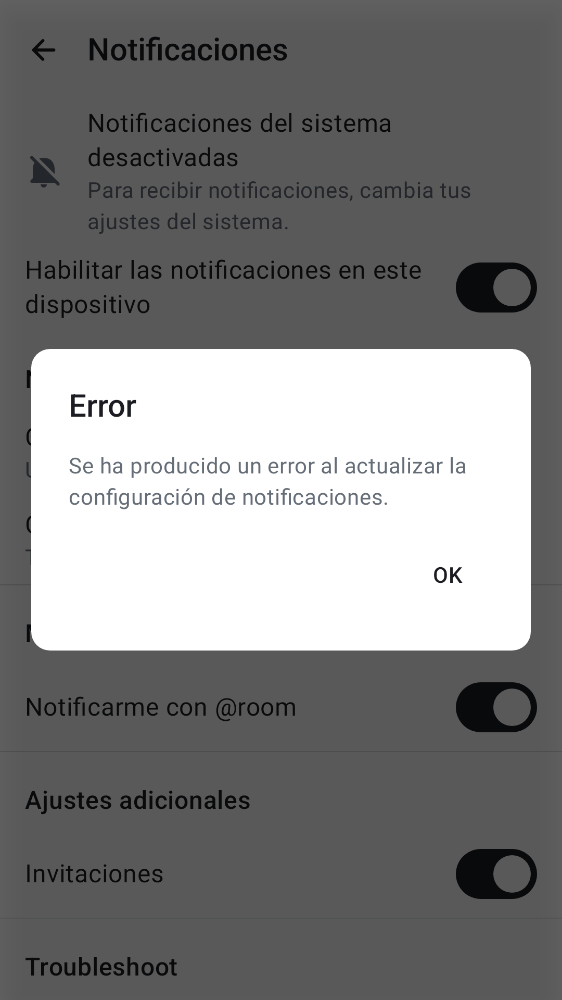 Notificaciones
Notificaciones del sistema
desactivadas
Para recibir notificaciones, cambia tus
ajustes del sistema.
Habilitar las notificaciones en este
dispositivo
Error
Se ha producido un error al actualizar la
configuración de notificaciones.
OK
Notificarme con @room
Ajustes adicionales
Invitaciones
Troubleshoot